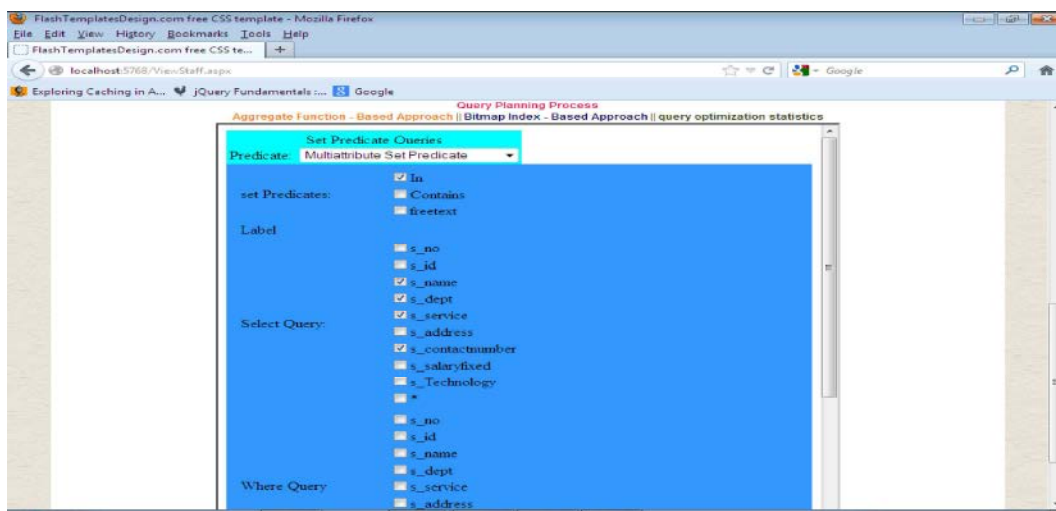 FlashTemplatesDesign.com free CSS template - Mozilla Firefox
File Edit View History Bookmarks Tools Help
FlashTemplatesDesign.com free CSS te... +
localhost:5768/ViewStaff.aspx Google
Exploring Caching in A... jQuery Fundamentals :... Google
Query Planning Process
Aggregate Function - Based Approach || Bitmap Index - Based Approach || query optimization statistics
Set Predicate Queries
Predicate: Multiattribute Set Predicate
In
set Predicates: Contains
freetext
Label
s_no
s_id
s_name
s_dept
s_service
Select Query:
s_address
s_contactnumber
s_salaryfixed
s_Technology
*
s_no
s_id
s_name
s_dept
Where Query s_service
s_address